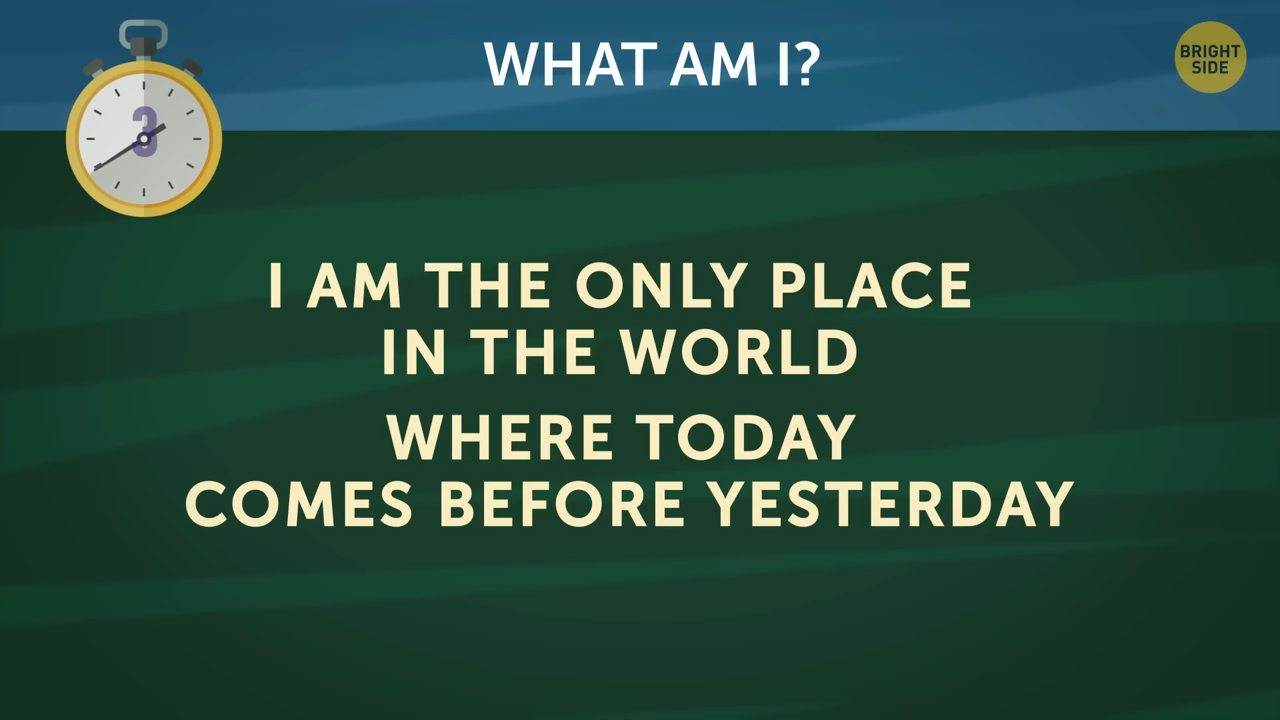 WHAT AM I?
BRIGHT
SIDE
3
I AM THE ONLY PLACE
IN THE WORLD
WHERE TODAY
COMES BEFORE YESTERDAY